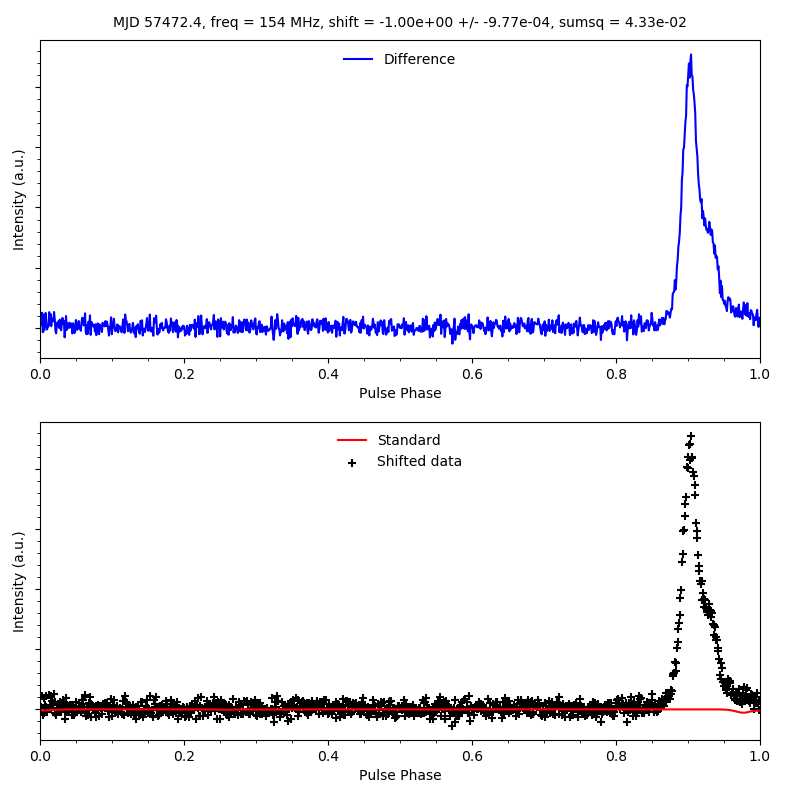 MJD 57472.4, freq = 154 MHz, shift = -1.00e+00 +/- -9.77e-04, sumsq = 4.33e-02
Difference
Intensity (a.u.)
0.0 0.2 0.4 0.6 0.8 1.0
Pulse Phase
Standard
Shifted data
Intensity (a.u.)
0.0 0.2 0.4 0.6 0.8 1.0
Pulse Phase